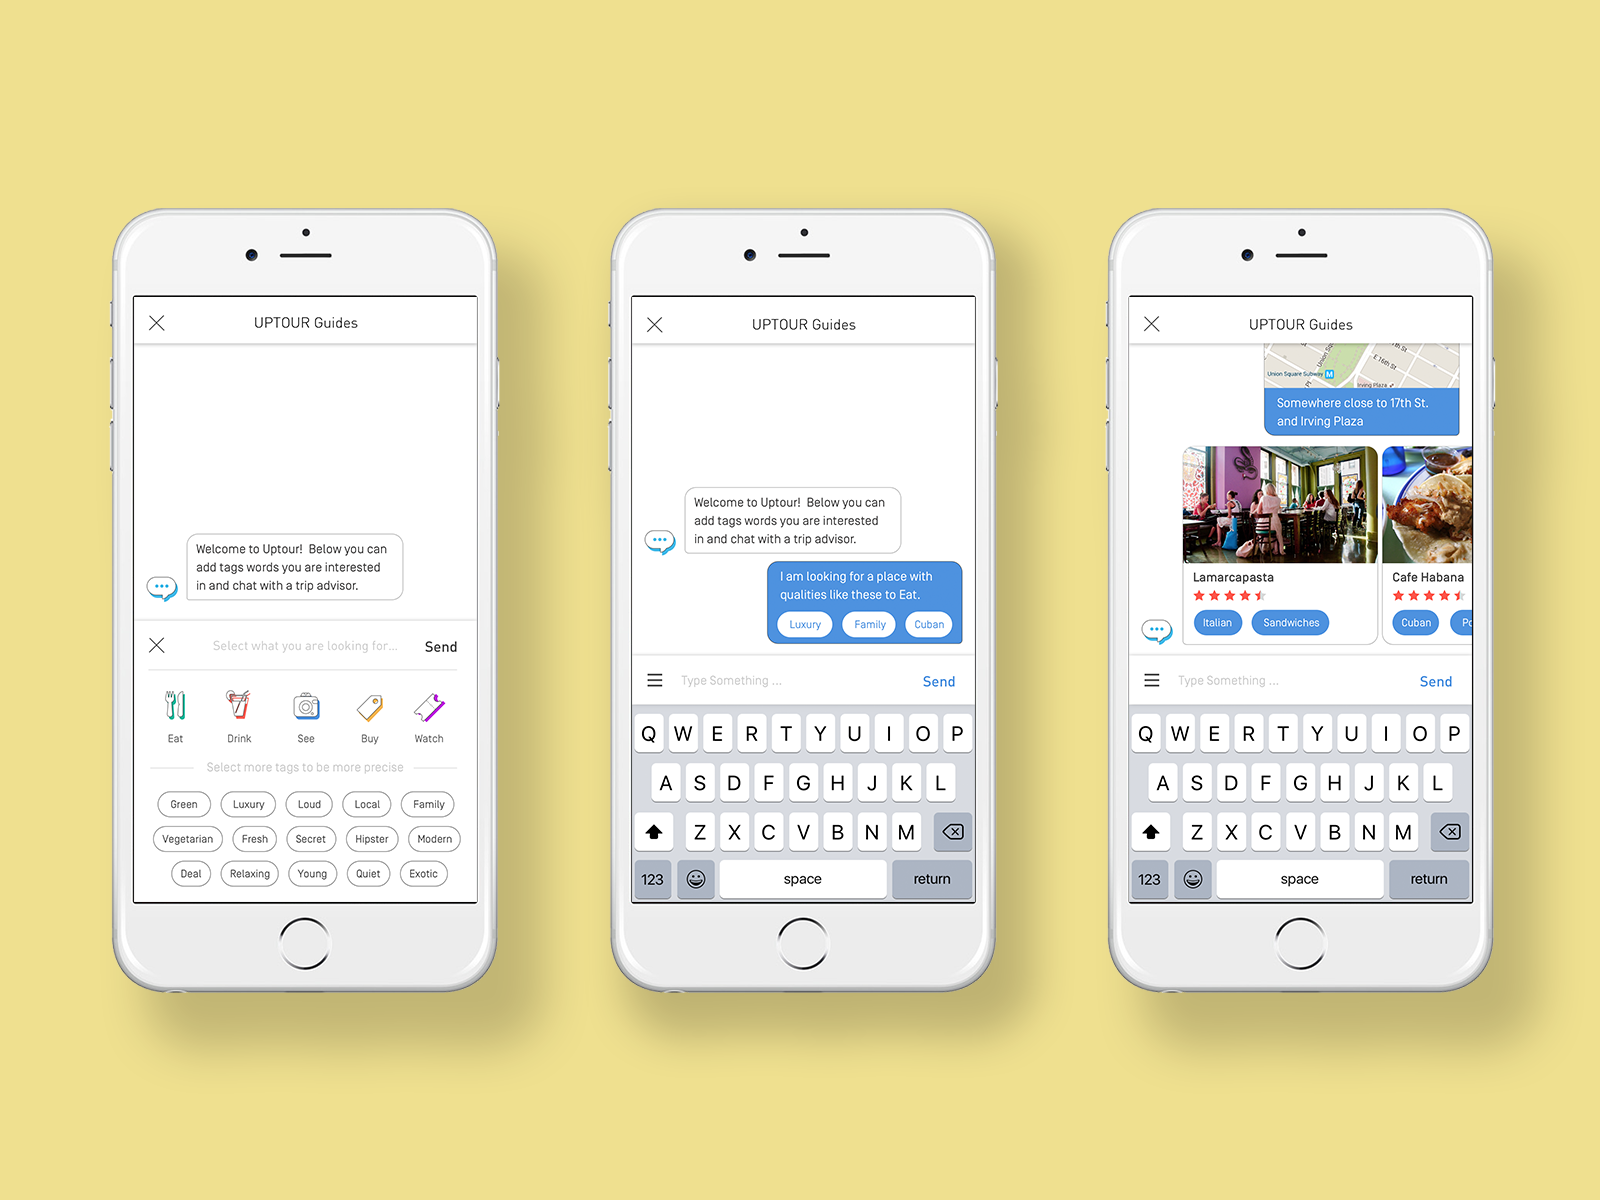 UPTOUR Guides
Welcome to Uptour! Below you can
add tags words you are interested
in and chat with a trip advisor.
Select what you are looking for...
Send
Eat
Drink
See
Buy
Watch
Select more tags to be more precise
Green
Luxury
Loud
Local
Family
Vegetarian
Fresh
Secret
Hipster
Modern
Deal
Relaxing
Young
Quiet
Exotic
UPTOUR Guides
Welcome to Uptour! Below you can
add tags words you are interested
in and chat with a trip advisor.
I am looking for a place with
qualities like these to Eat.
Luxury
Family
Cuban
Type Something ...
Send
Q W E R T Y U I O P
A S D F G H J K L
Z X C V B N M
123
space
return
UPTOUR Guides
Union Sq
17th St
E 16th St
Union Square Subway M
Pl
Irving Plaza
Somewhere close to 17th St.
and Irving Plaza
Lamarcapasta
Italian
Sandwiches
Cafe Habana
Cuban
Po
Type Something ...
Send
Q W E R T Y U I O P
A S D F G H J K L
Z X C V B N M
123
space
return